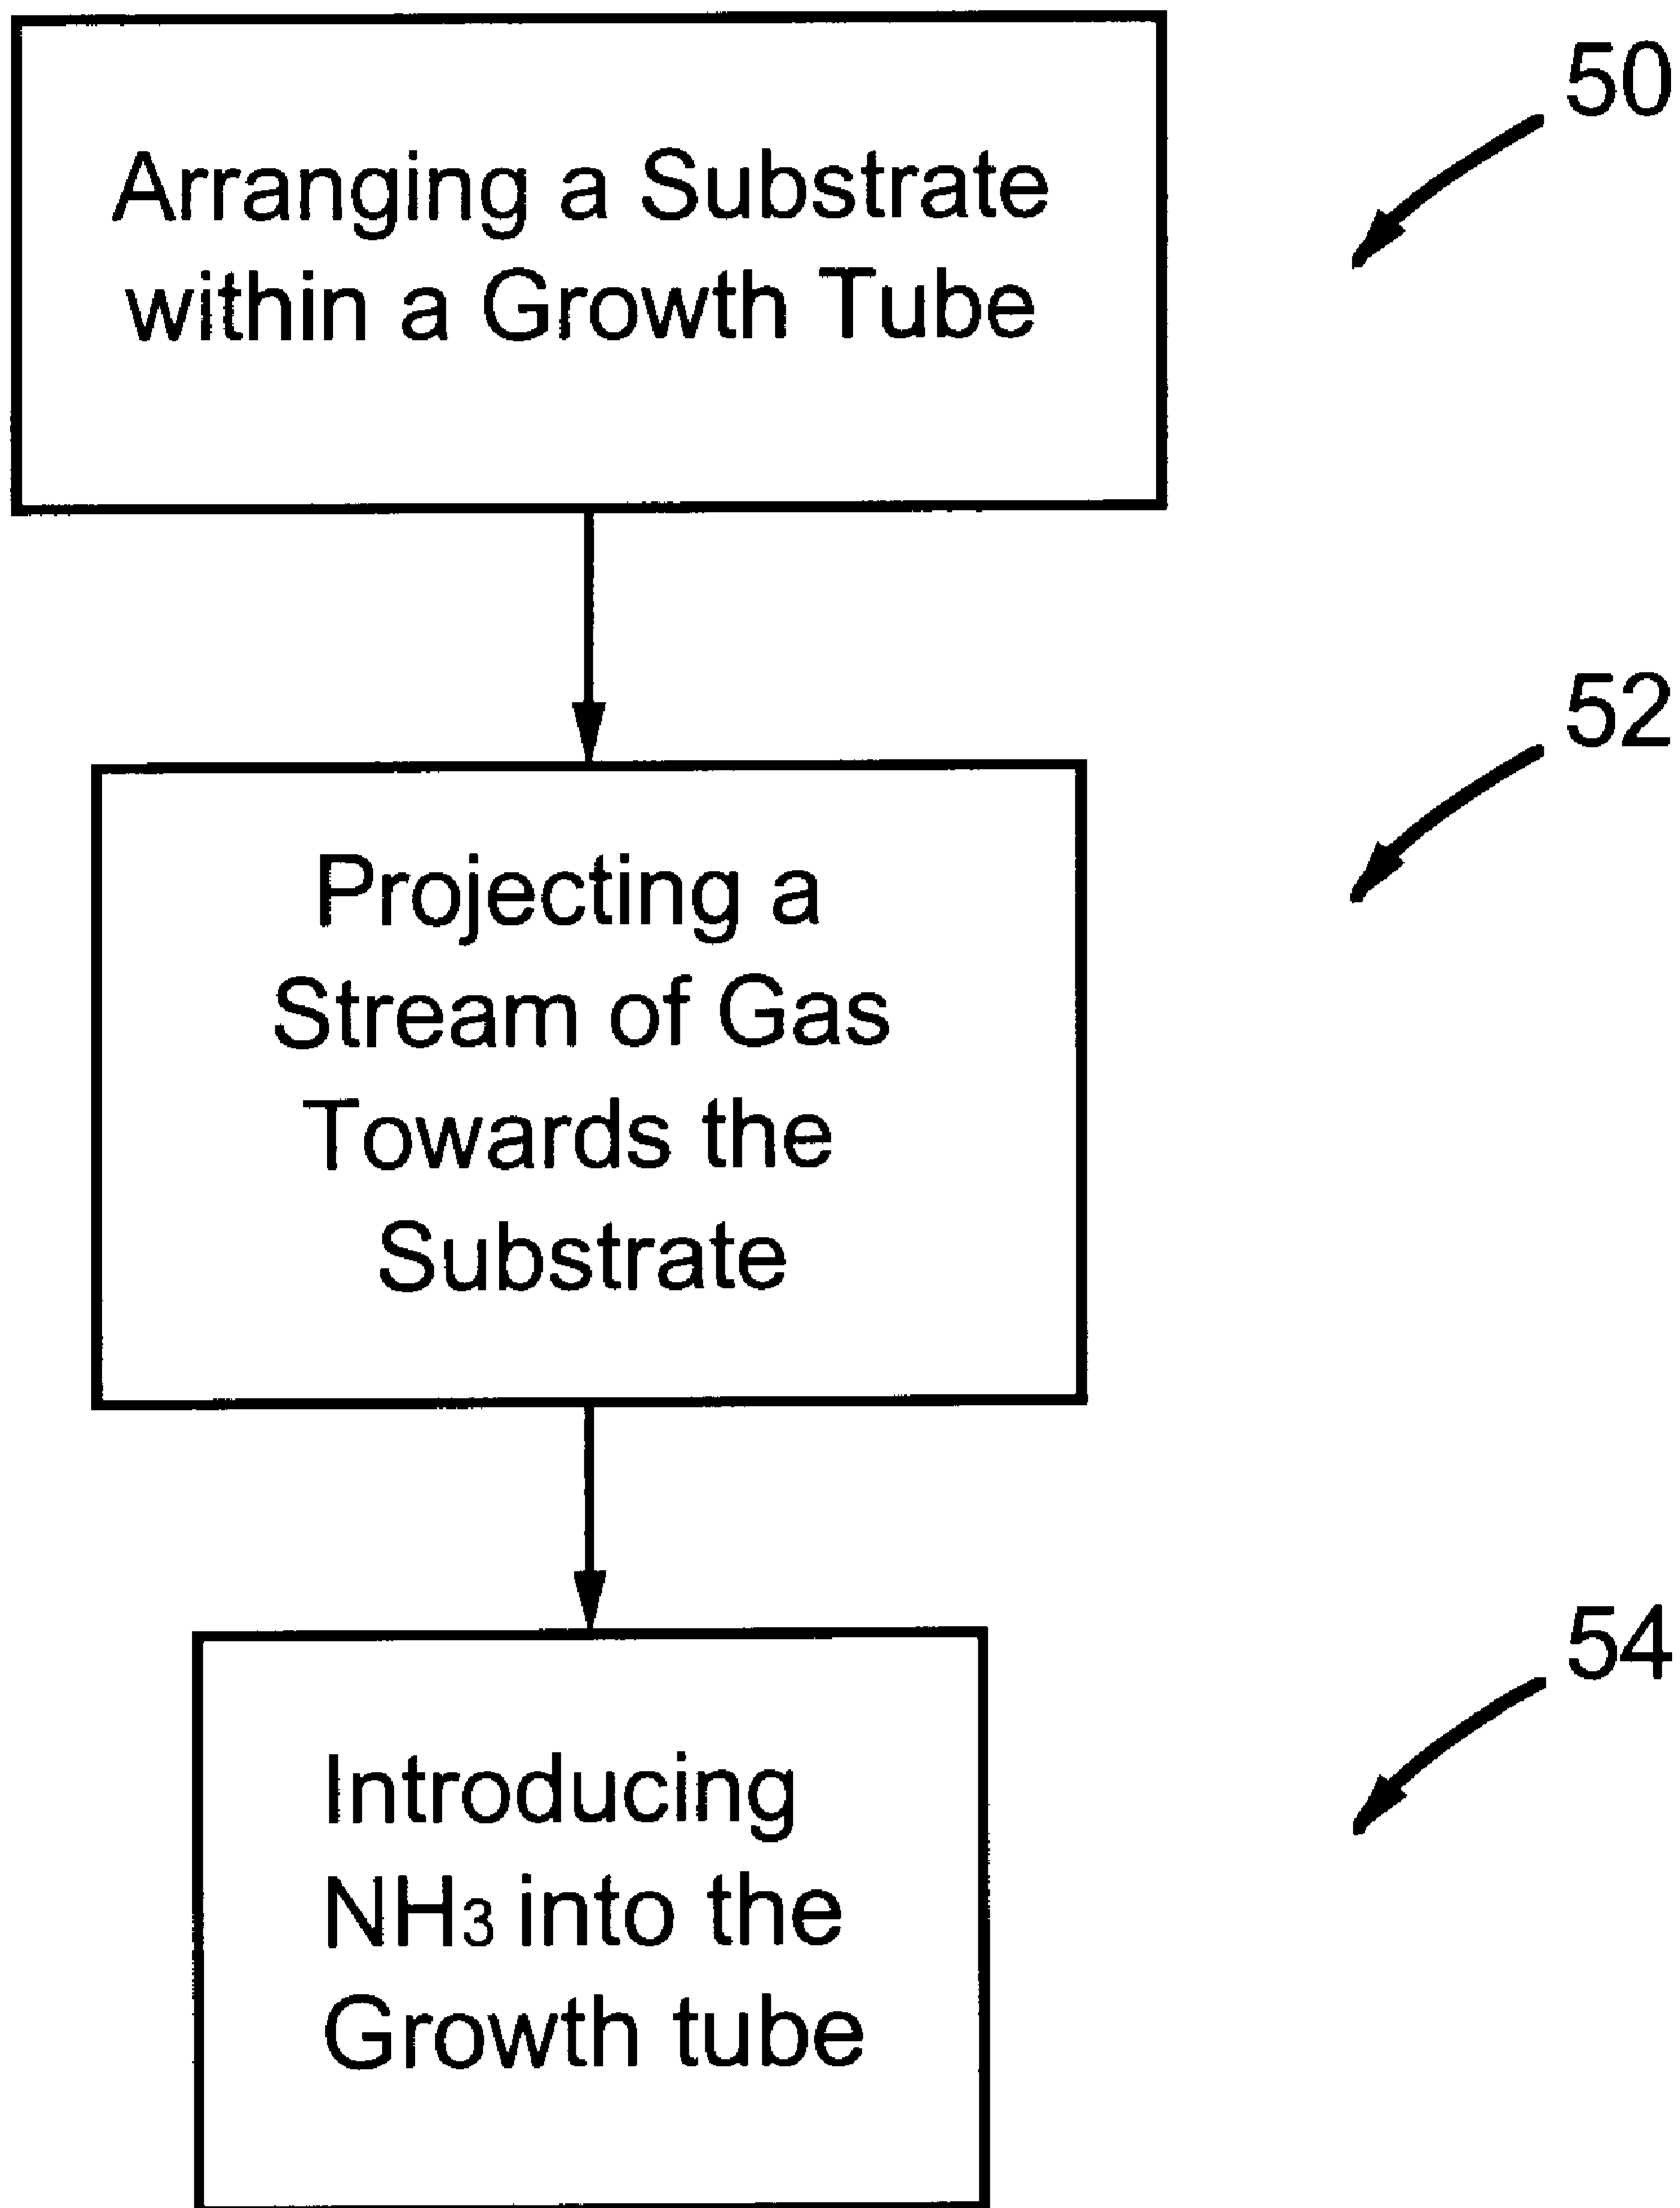 50
Arranging a Substrate
within a Growth Tube
52
Projecting a
Stream of Gas
Towards the
Substrate
54
Introducing
NH₃ into the
Growth tube